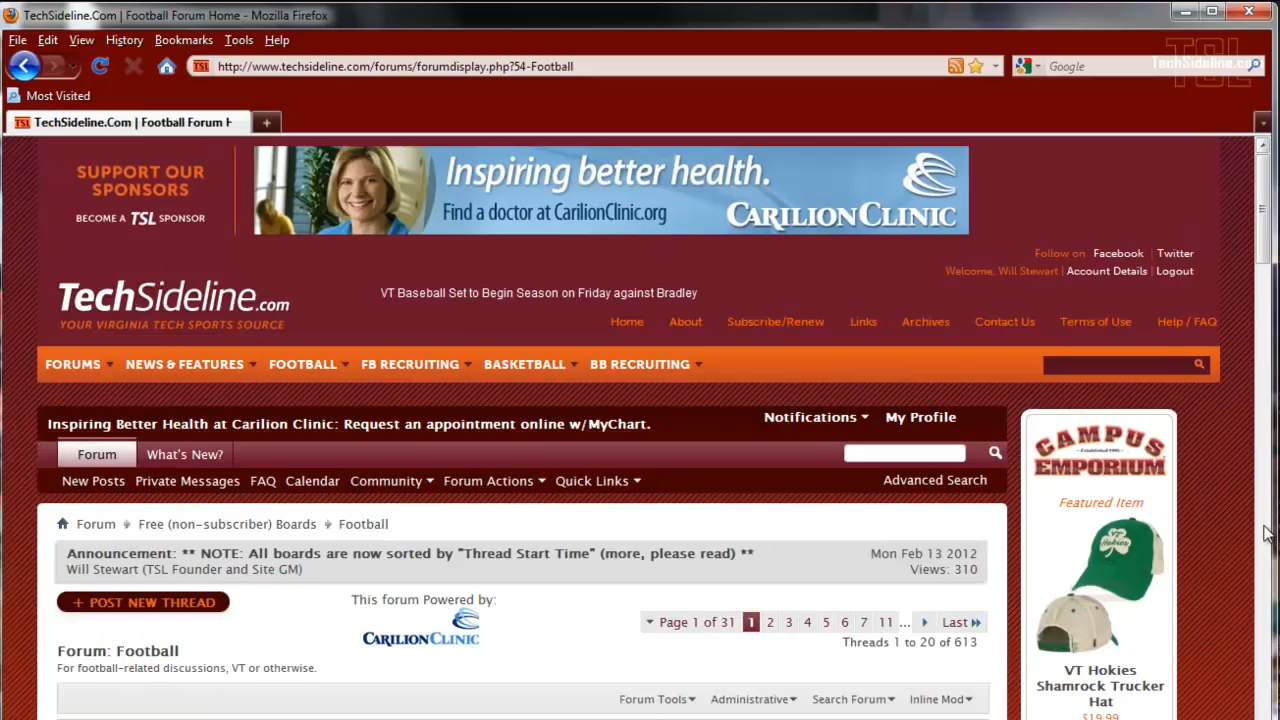 TechSideline.Com | Football Forum Home - Mozilla Firefox
File Edit View History Bookmarks Tools Help
TSL http://www.techsideline.com/forums/forumdisplay.php?54-Football Google
TSL
TechSideline.com
Most Visited
TSL TechSideline.Com | Football Forum H
SUPPORT OUR
SPONSORS
BECOME A TSL SPONSOR
Inspiring better health.
Find a doctor at CarilionClinic.org
CARILION CLINIC
Follow on Facebook | Twitter
Welcome, Will Stewart | Account Details | Logout
TechSideline.com
YOUR VIRGINIA TECH SPORTS SOURCE
VT Baseball Set to Begin Season on Friday against Bradley
Home About Subscribe/Renew Links Archives Contact Us Terms of Use Help / FAQ
FORUMS NEWS & FEATURES FOOTBALL FB RECRUITING BASKETBALL BB RECRUITING
Inspiring Better Health at Carilion Clinic: Request an appointment online w/MyChart.
Notifications My Profile
Forum What's New?
New Posts Private Messages FAQ Calendar Community Forum Actions Quick Links Advanced Search
Forum Free (non-subscriber) Boards Football
Announcement: ** NOTE: All boards are now sorted by "Thread Start Time" (more, please read) ** Mon Feb 13 2012
Will Stewart (TSL Founder and Site GM) Views: 310
+ POST NEW THREAD
This forum Powered by:
CARILION CLINIC
Page 1 of 31 1 2 3 4 5 6 7 11 ... Last
Threads 1 to 20 of 613
Forum: Football
For football-related discussions, VT or otherwise.
Forum Tools Administrative Search Forum Inline Mod
CAMPUS
EMPORIUM
Featured Item
VT Hokies
VT Hokies
Shamrock Trucker
Hat
$19.99